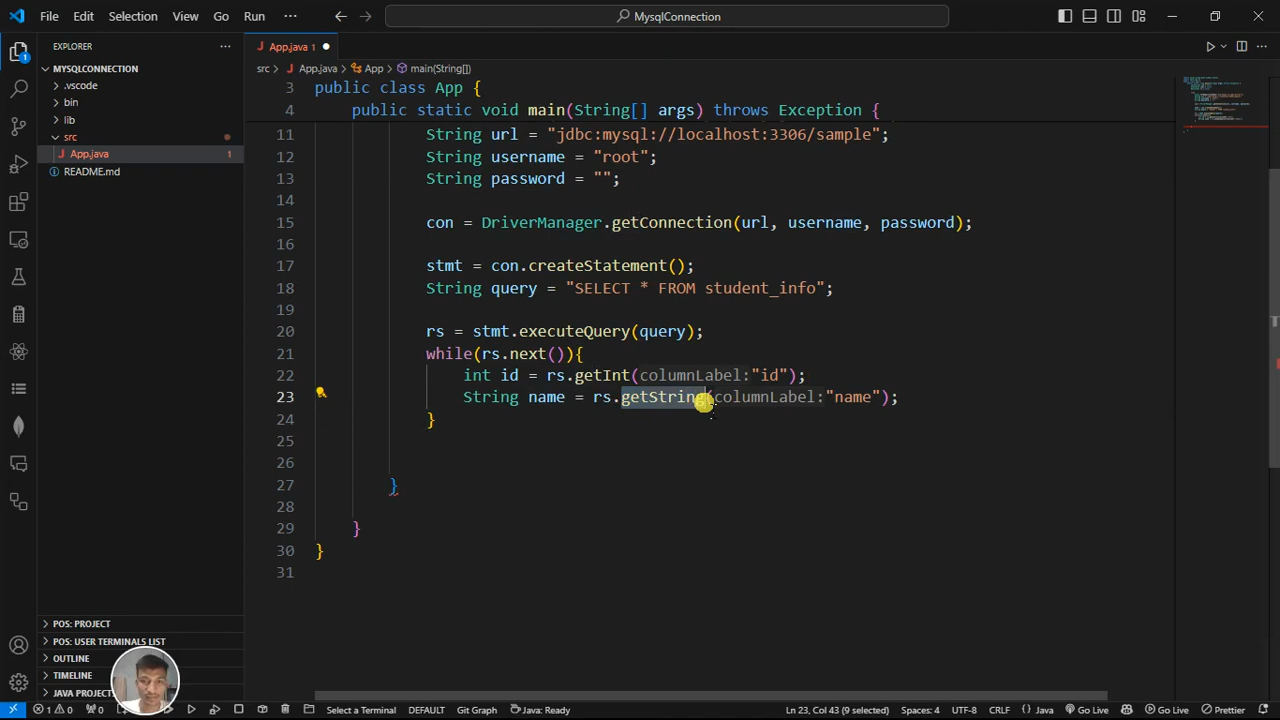 File Edit Selection View Go Run ··· MysqlConnection
EXPLORER ···
App.java 1
MYSQLCONNECTION
src > App.java > App > main(String[])
.vscode
bin
lib
src
App.java 1
README.md
3 public class App {
4 public static void main(String[] args) throws Exception {
11 String url = "jdbc:mysql://localhost:3306/sample";
12 String username = "root";
13 String password = "";
14
15 con = DriverManager.getConnection(url, username, password);
16
17 stmt = con.createStatement();
18 String query = "SELECT * FROM student_info";
19
20 rs = stmt.executeQuery(query);
21 while(rs.next()){
22 int id = rs.getInt(columnLabel:"id");
23 String name = rs.getString(columnLabel:"name");
24 }
25
26
27 }
28
29 }
30 }
31
POS: PROJECT
POS: USER TERMINALS LIST
OUTLINE
TIMELINE
JAVA PROJ
1 0 0 Select a Terminal DEFAULT Git Graph Java: Ready Ln 23, Col 43 (9 selected) Spaces: 4 UTF-8 CRLF {} Java Go Live Go Live Prettier